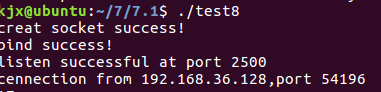 kjx@ubuntu:~/7/7.1$ ./test8
creat socket success!
bind success!
listen successful at port 2500
cennection from 192.168.36.128,port 54196